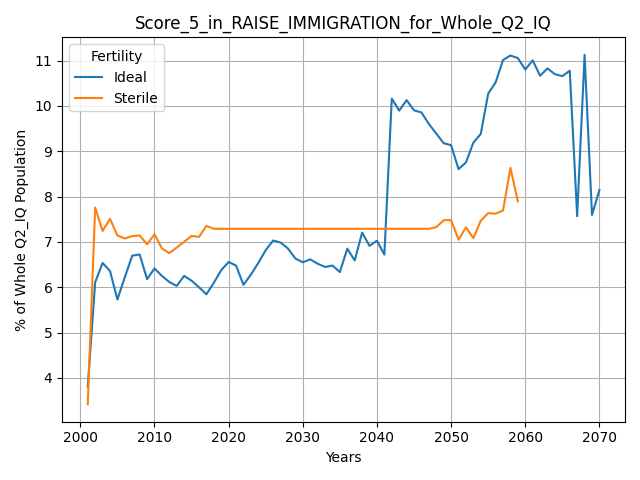 Score_5_in_RAISE_IMMIGRATION_for_Whole_Q2_IQ
Fertility
Ideal
Sterile
% of Whole Q2_IQ Population
11
10
9
8
7
6
5
4
2000 2010 2020 2030 2040 2050 2060 2070
Years